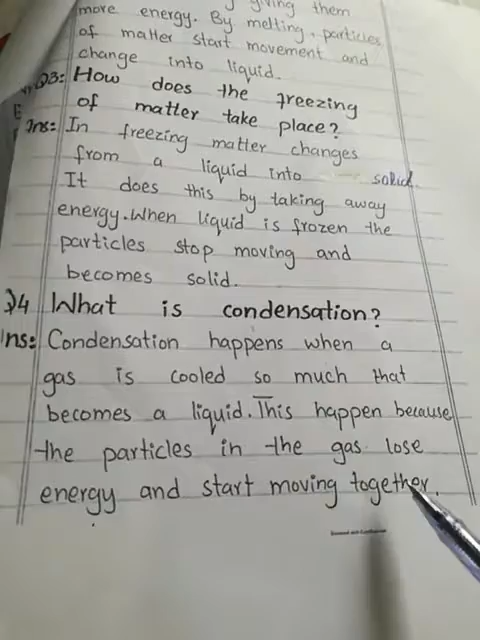 giving them
more energy. By melting, particles
of matter start movement and
change into liquid.
Q3: How does the freezing
of matter take place?
Ans: In freezing matter changes
from a liquid into solid.
It does this by taking away
energy. When liquid is frozen the
particles stop moving and
becomes solid.
Q4 What is condensation?
Ans: Condensation happens when a
gas is cooled so much that
becomes a liquid. This happen because
the particles in the gas lose
energy and start moving together.